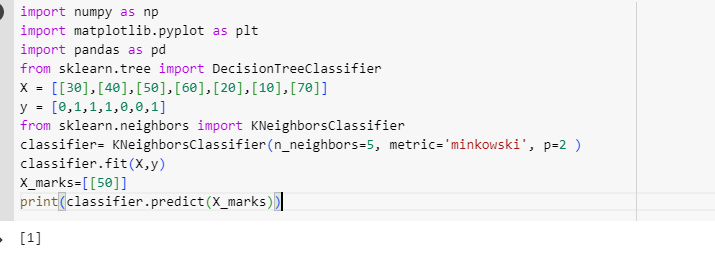 import numpy as np
import matplotlib.pyplot as plt
import pandas as pd
from sklearn.tree import DecisionTreeClassifier
X = [[30],[40],[50],[60],[20],[10],[70]]
y = [0,1,1,1,0,0,1]
from sklearn.neighbors import KNeighborsClassifier
classifier= KNeighborsClassifier(n_neighbors=5, metric='minkowski', p=2 )
classifier.fit(X,y)
X_marks=[[50]]
print(classifier.predict(X_marks))
[1]